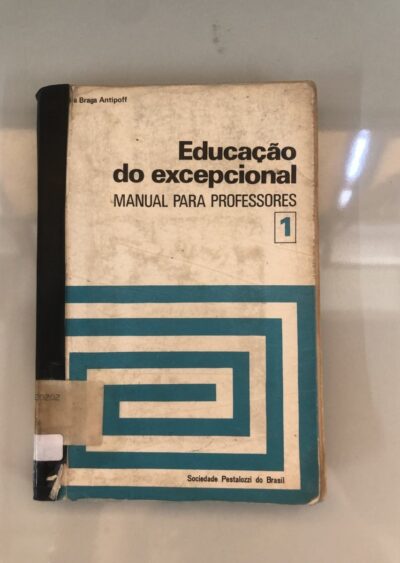 a Braga Antipoff
Educação
do excepcional
MANUAL PARA PROFESSORES
1
Sociedade Pestalozzi do Brasil